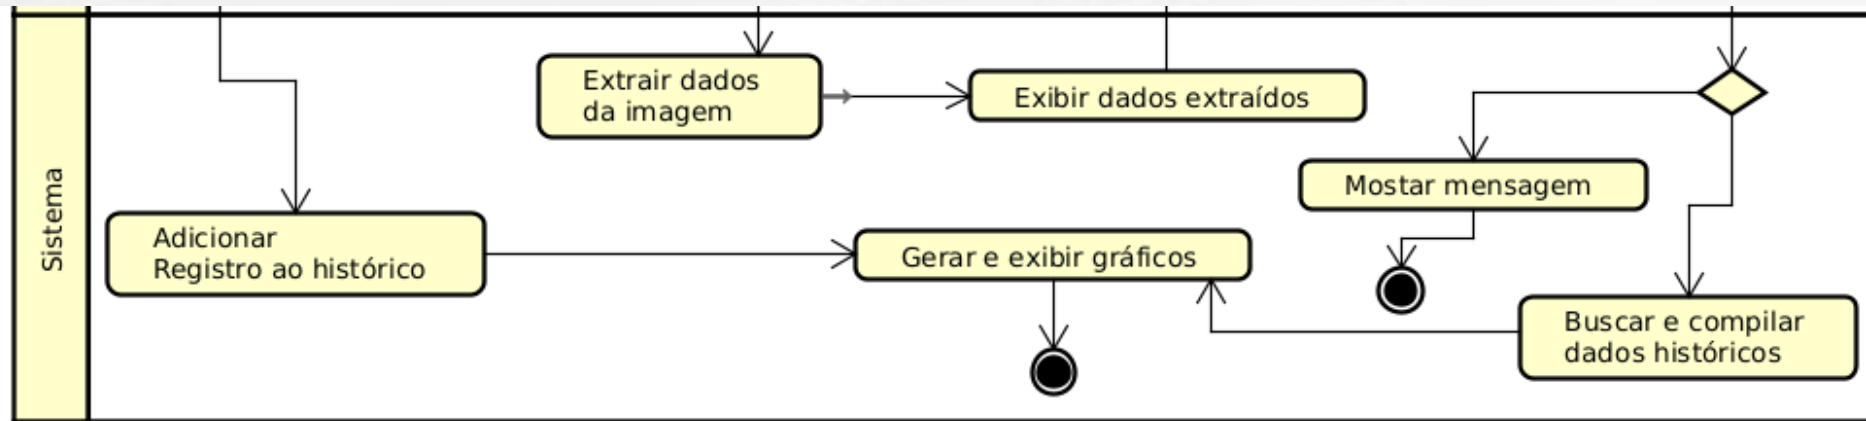 Sistema
Extrair dados
da imagem
Exibir dados extraídos
Mostar mensagem
Adicionar
Registro ao histórico
Gerar e exibir gráficos
Buscar e compilar
dados históricos